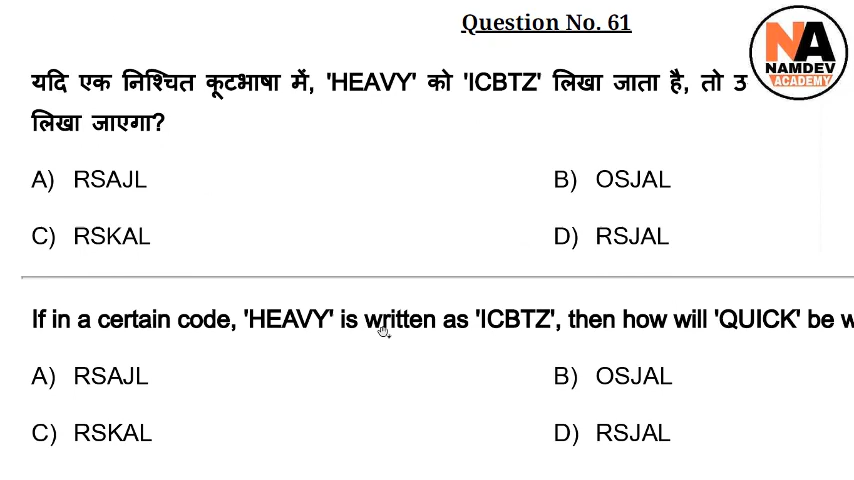 Question No. 61
NA
NAMDEV
ACADEMY
यदि एक निश्चित कूटभाषा में, 'HEAVY' को 'ICBTZ' लिखा जाता है, तो
लिखा जाएगा?
A) RSAJL B) OSJAL
C) RSKAL D) RSJAL
If in a certain code, 'HEAVY' is written as 'ICBTZ', then how will 'QUICK' be
A) RSAJL B) OSJAL
C) RSKAL D) RSJAL